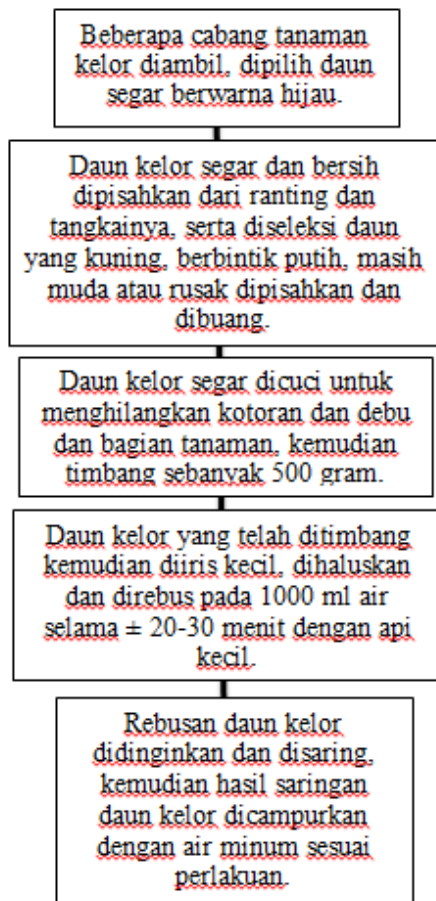 Beberapa cabang tanaman
kelor diambil, dipilih daun
segar berwarna hijau.
Daun kelor segar dan bersih
dipisahkan dari ranting dan
tangkainya, serta diseleksi daun
yang kuning, berbintik putih, masih
muda atau rusak dipisahkan dan
dibuang.
Daun kelor segar dicuci untuk
menghilangkan kotoran dan debu
dan bagian tanaman, kemudian
timbang sebanyak 500 gram.
Daun kelor yang telah ditimbang
kemudian diiris kecil, dihaluskan
dan direbus pada 1000 ml air
selama ± 20-30 menit dengan api
kecil.
Rebusan daun kelor
didinginkan dan disaring,
kemudian hasil saringan
daun kelor dicampurkan
dengan air minum sesuai
perlakuan.